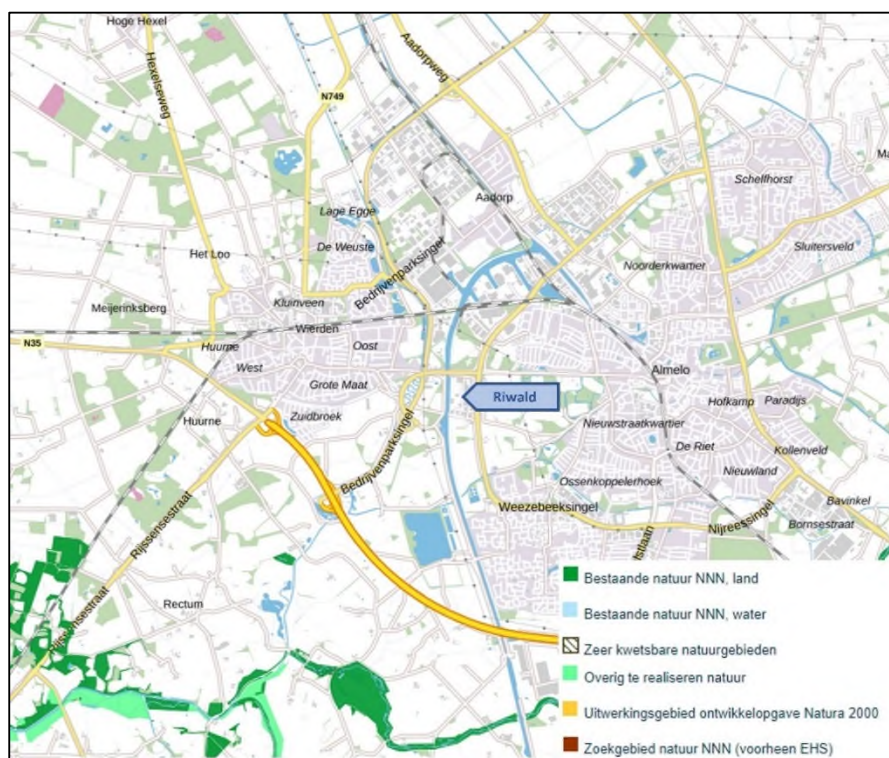 Hoge Hexel
Hexelseweg
N749
Aadorpweg
Ma
Schelfhorst
Aadorp
Lage Egge
De Weuste
Sluitersveld
Het Loo
Bedrijvenparksingel
Noorderkwartier
Meijerinksberg
Kluinveen
Wierden
N35
Huurne
Oost
West
Almelo
Grote Maat
Riwald
Hofkamp
Paradijs
Huurne
Zuidbroek
Nieuwstraatkwartier
De Riet
Kollenveld
Bedrijvenparksingel
Ossenkoppelerhoek
Nieuwland
Weezebeeksingel
Bavinkel
Nijreessingel
Bornsestraat
Rijssensestraat
tstlaan
Rectum
Rijssensestraat
Bestaande natuur NNN, land
Bestaande natuur NNN, water
Zeer kwetsbare natuurgebieden
Overig te realiseren natuur
Uitwerkingsgebied ontwikkelopgave Natura 2000
Zoekgebied natuur NNN (voorheen EHS)